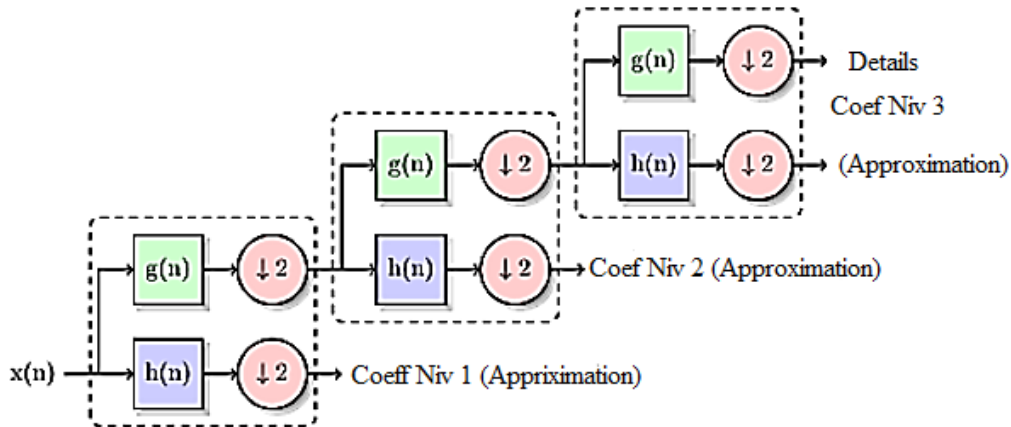 g(n) ↓2 Details
Coef Niv 3
g(n) ↓2 h(n) ↓2 (Approximation)
g(n) ↓2 h(n) ↓2 Coef Niv 2 (Approximation)
x(n) h(n) ↓2 Coeff Niv 1 (Appriximation)